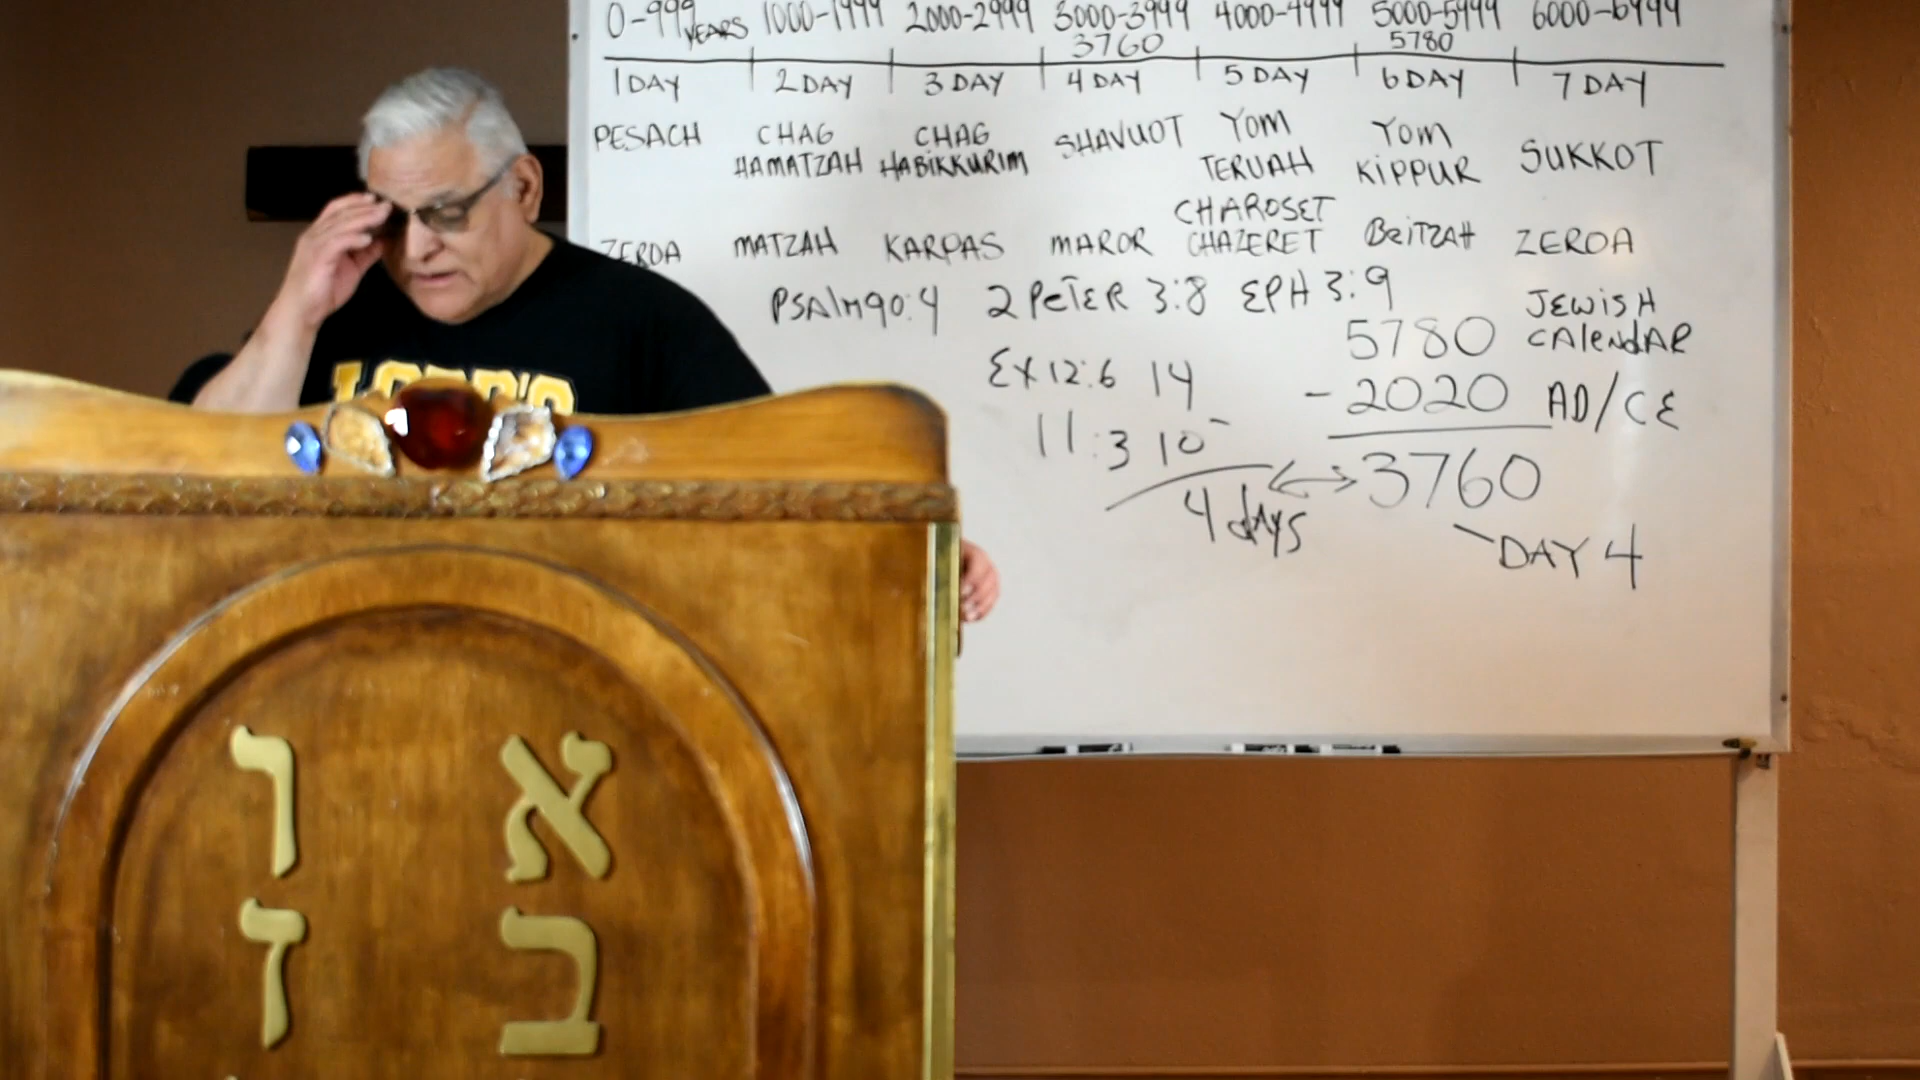 0-999 YEARS 1000-1999 2000-2999 3000-3999 4000-4999 5000-5999 6000-6999
3760 5780
1 DAY 2 DAY 3 DAY 4 DAY 5 DAY 6 DAY 7 DAY
PESACH CHAG HAMATZAH CHAG HABIKKURIM SHAVUOT YOM TERUAH YOM KIPPUR SUKKOT
ZEROA MATZAH KARPAS MAROR CHAROSET CHAZERET BEITZAH ZEROA
PSAlm 90:4 2 PETER 3:8 EPH 3:9
5780 JEWISH CAlendAR
- 2020 AD/CE
3760
DAY 4
EX 12:6 14
11:3 10 -
4 dAys
LORD'S
א
ב
ו
ז